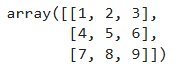 array([[1, 2, 3],
       [4, 5, 6],
       [7, 8, 9]])